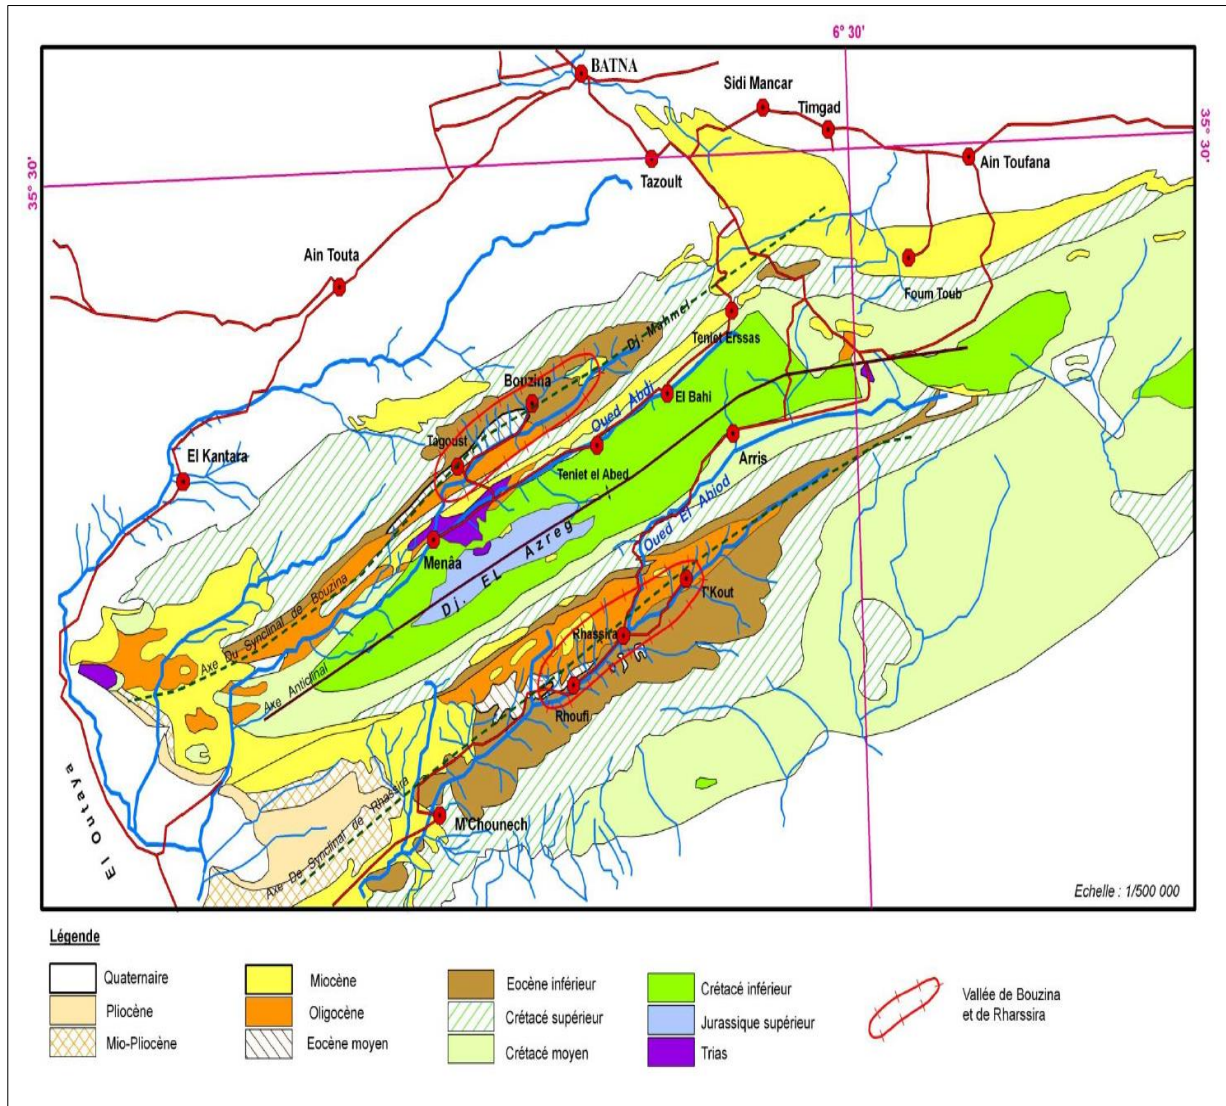 6° 30'
BATNA
Sidi Mancar
Timgad
35° 30'
Ain Toufana
Tazoult
35° 30'
Ain Touta
Foum Toub
Dj. Mahmel
Teniet Erssas
Bouzina
El Bahi
Oued Abdi
Tagoust
Arris
El Kantara
Teniet el Abed
Oued El Abiod
Menâa
Dj. EL Azreg
T'Kout
Axe Du Synclinal de Bouzina
Rhassira
Axe Anticlinal
Rhoufi
El Outaya
Axe De Synclinal de Rhassira
M'Chounech
Echelle : 1/500 000
Légende
Quaternaire
Pliocène
Mio-Pliocène
Miocène
Oligocène
Eocène moyen
Eocène inférieur
Crétacé supérieur
Crétacé moyen
Crétacé inférieur
Jurassique supérieur
Trias
Vallée de Bouzina
et de Rharssira